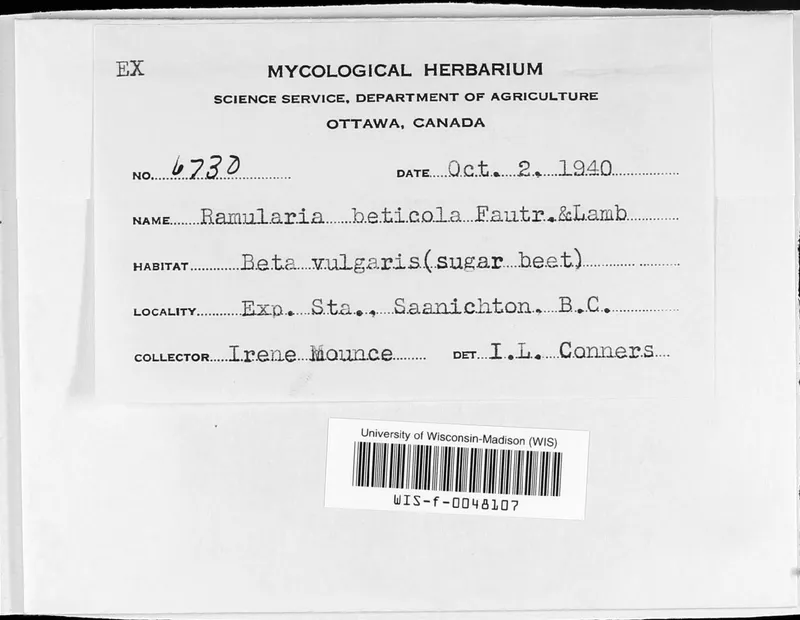 EX
MYCOLOGICAL HERBARIUM
SCIENCE SERVICE, DEPARTMENT OF AGRICULTURE
OTTAWA, CANADA
NO. 6730 DATE Oct. 2. 1940
NAME Ramularia beticola Fautr.&Lamb
HABITAT Beta vulgaris(sugar beet)
LOCALITY Exp. Sta., Saanichton. B.C.
COLLECTOR Irene Mounce DET. I.L. Conners
University of Wisconsin-Madison (WIS)
WIS-f-0048107